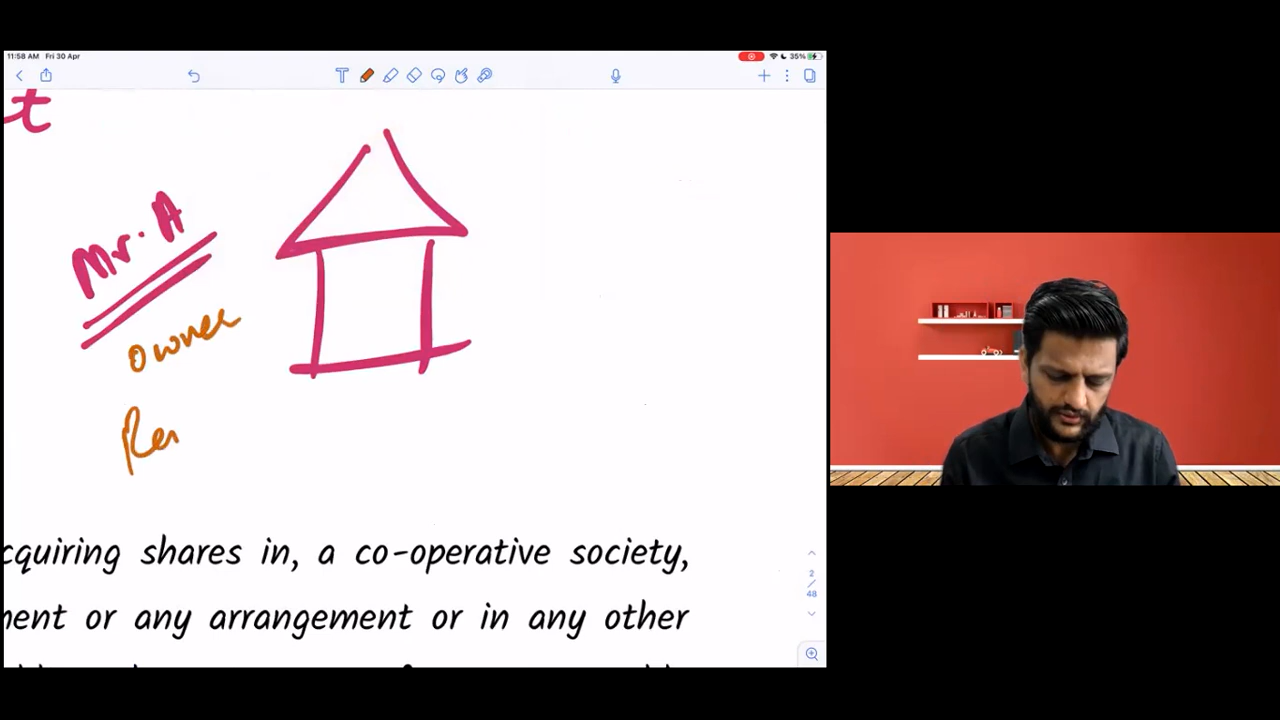 11:58 AM Fri 30 Apr
35%
T
t
Mr. A
owner
Ren
cquiring shares in, a co-operative society,
ment or any arrangement or in any other
2
/
48